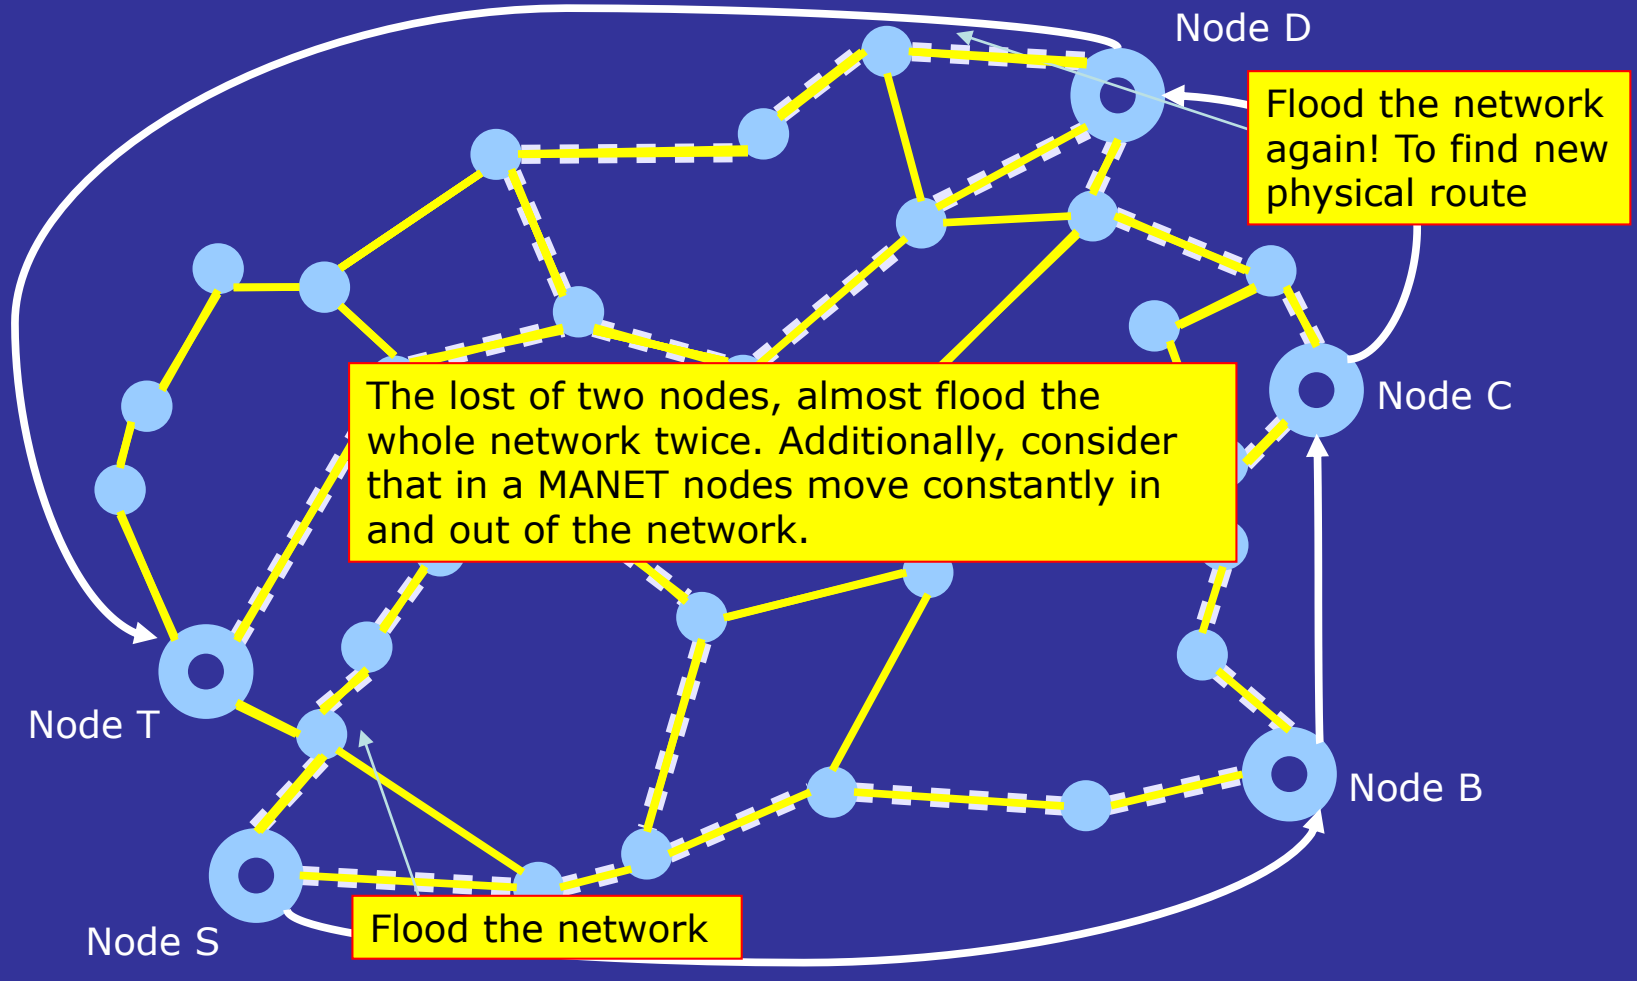 Node D
Flood the network
again! To find new
physical route
The lost of two nodes, almost flood the
whole network twice. Additionally, consider
that in a MANET nodes move constantly in
and out of the network.
Node C
Node T
Node B
Flood the network
Node S